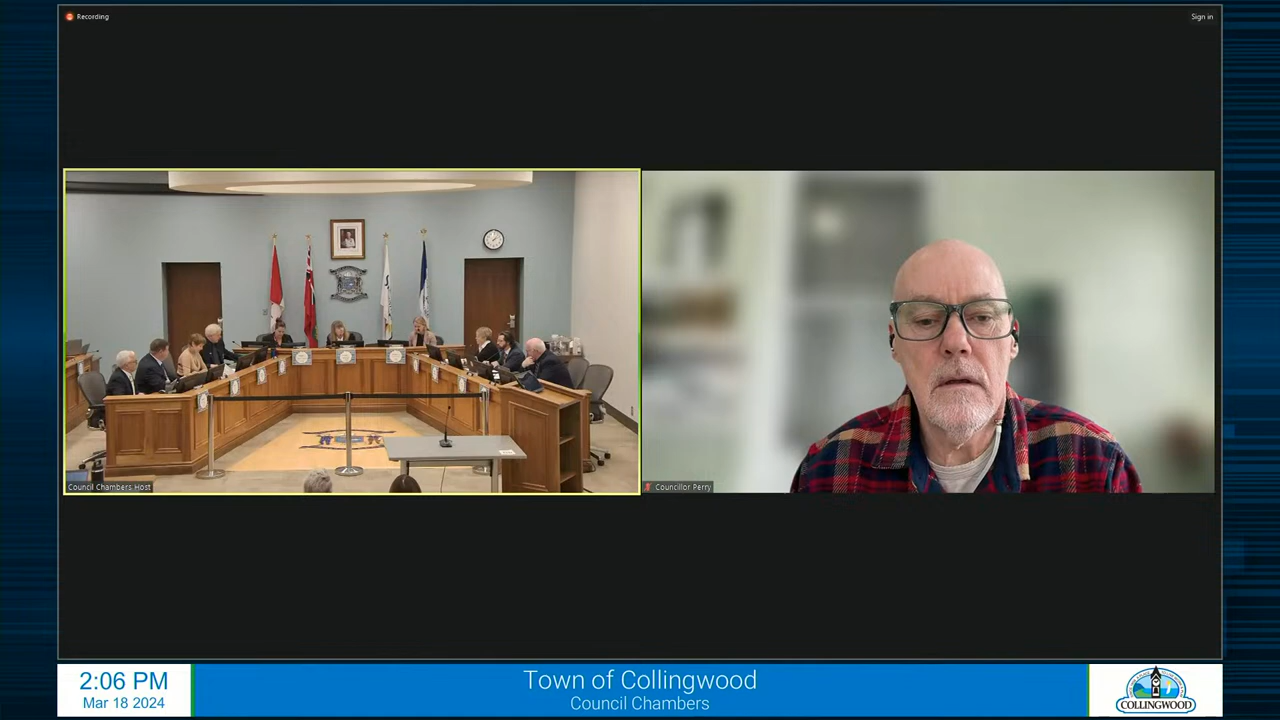 Recording
Sign in
Council Chambers Host
Councillor Perry
2:06 PM
Mar 18 2024
Town of Collingwood
Council Chambers
COLLINGWOOD